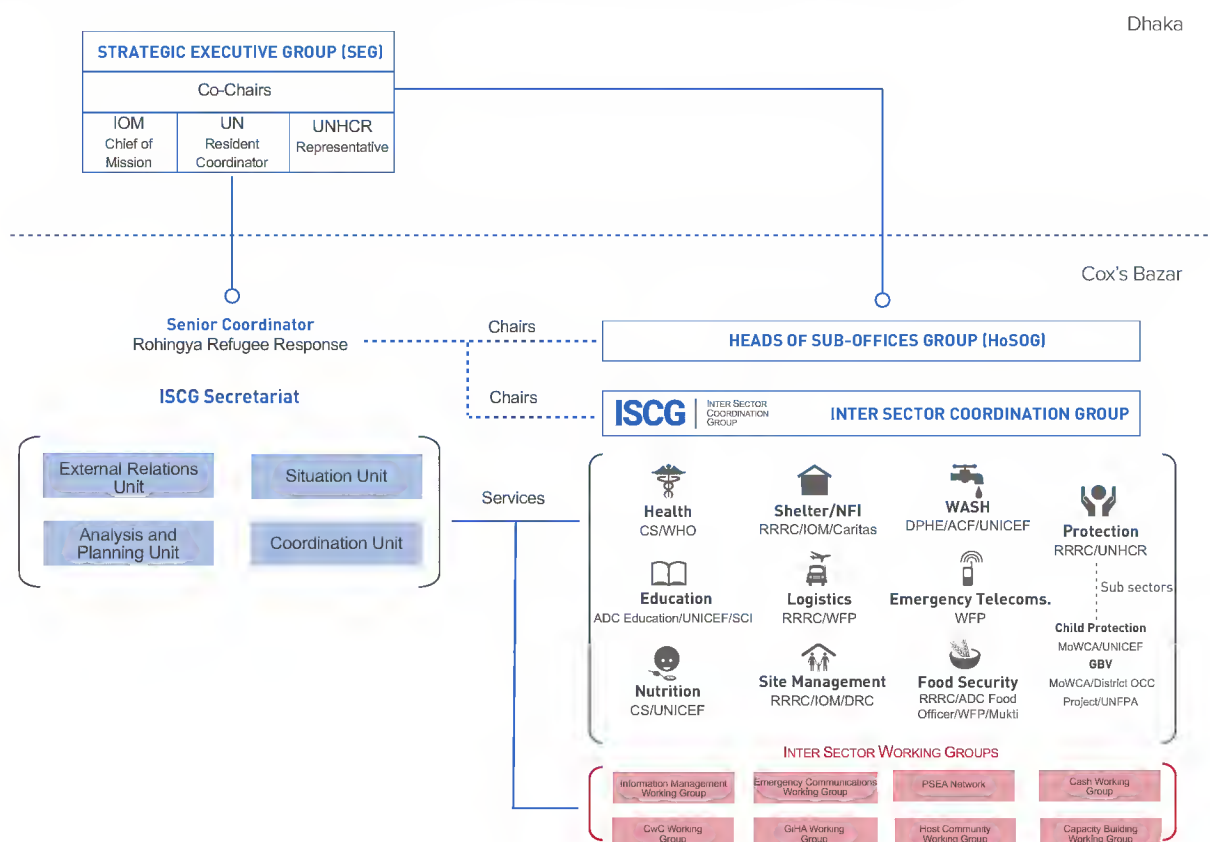 Dhaka
STRATEGIC EXECUTIVE GROUP (SEG)
Co-Chairs
IOM
Chief of
Mission
UN
Resident
Coordinator
UNHCR
Representative
Cox's Bazar
Senior Coordinator
Rohingya Refugee Response
Chairs
HEADS OF SUB-OFFICES GROUP (HoSOG)
ISCG Secretariat
Chairs
ISCG
INTER SECTOR
COORDINATION
GROUP
INTER SECTOR COORDINATION GROUP
External Relations
Unit
Situation Unit
Analysis and
Planning Unit
Coordination Unit
Services
Health
CS/WHO
Shelter/NFI
RRRC/IOM/Caritas
WASH
DPHE/ACF/UNICEF
Protection
RRRC/UNHCR
Sub sectors
Education
ADC Education/UNICEF/SCI
Logistics
RRRC/WFP
Emergency Telecoms.
WFP
Child Protection
MoWCA/UNICEF
GBV
MoWCA/District OCC
Project/UNFPA
Nutrition
CS/UNICEF
Site Management
RRRC/IOM/DRC
Food Security
RRRC/ADC Food
Officer/WFP/Mukti
INTER SECTOR WORKING GROUPS
Information Management
Working Group
Emergency Communications
Working Group
PSEA Network
Cash Working
Group
CwC Working
Group
GiHA Working
Group
Host Community
Working Group
Capacity Building
Working Group